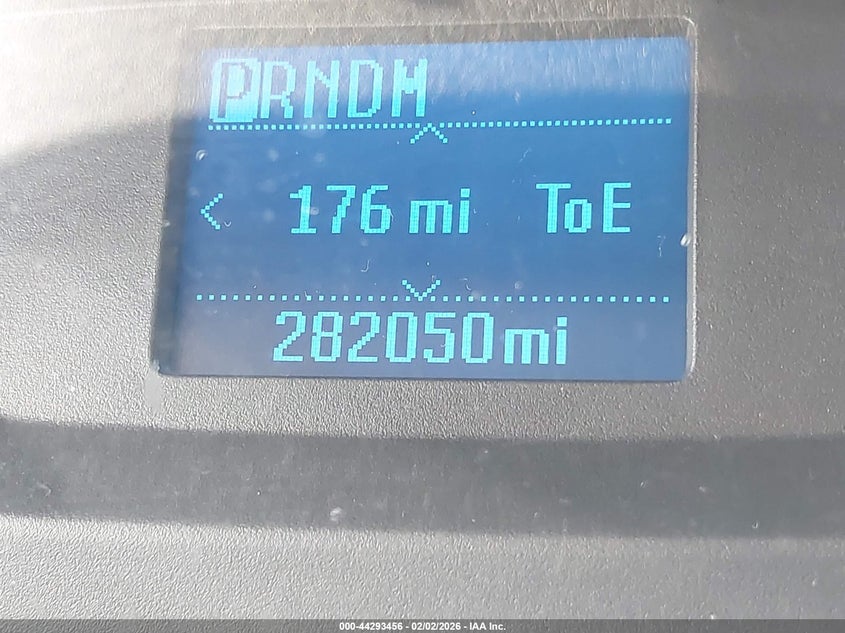 PRNDM
< 176 mi ToE
282050mi
000-44293456 - 02/02/2026 - IAA Inc.